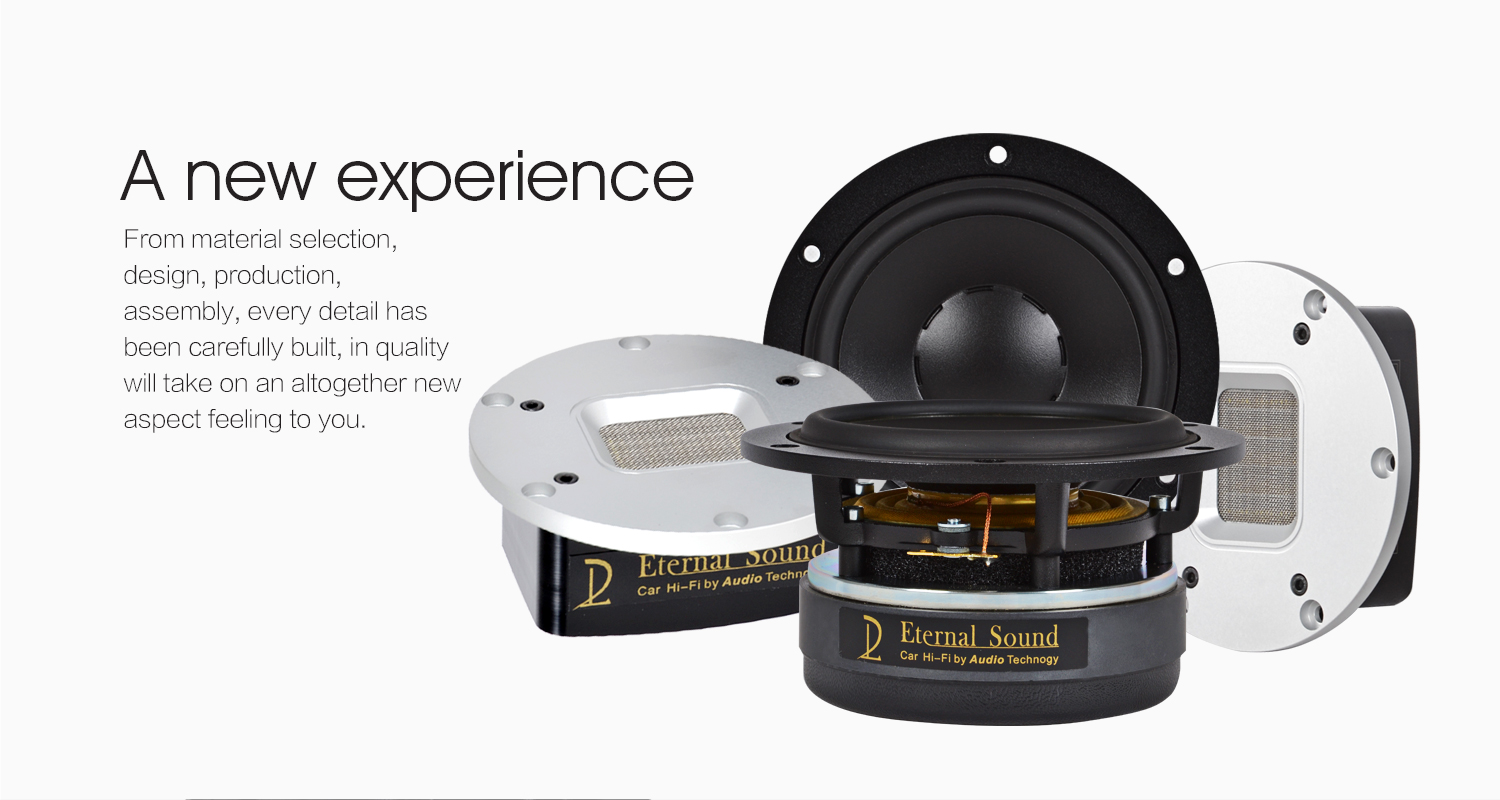 A new experience
From material selection,
design, production,
assembly, every detail has
been carefully built, in quality
will take on an altogether new
aspect feeling to you.
Eternal Sound
Car Hi-Fi by Audio
Eternal Sound
Car Hi-Fi by Audio Technogy